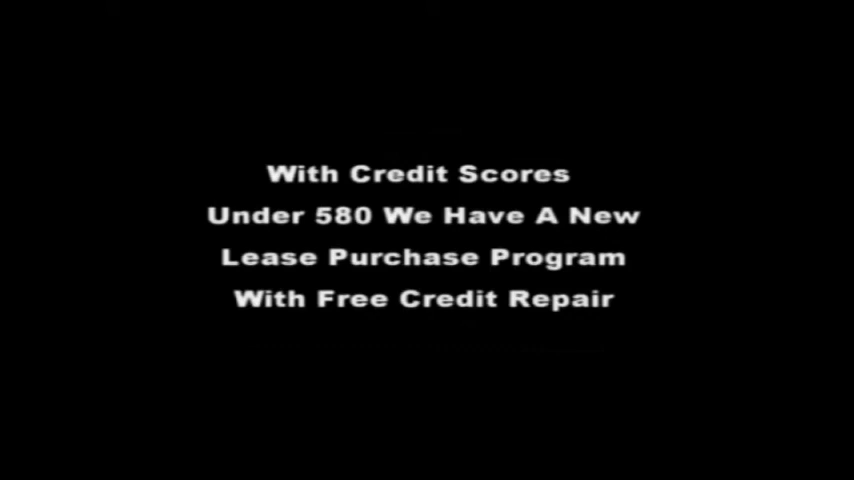 With Credit Scores
Under 580 We Have A New
Lease Purchase Program
With Free Credit Repair